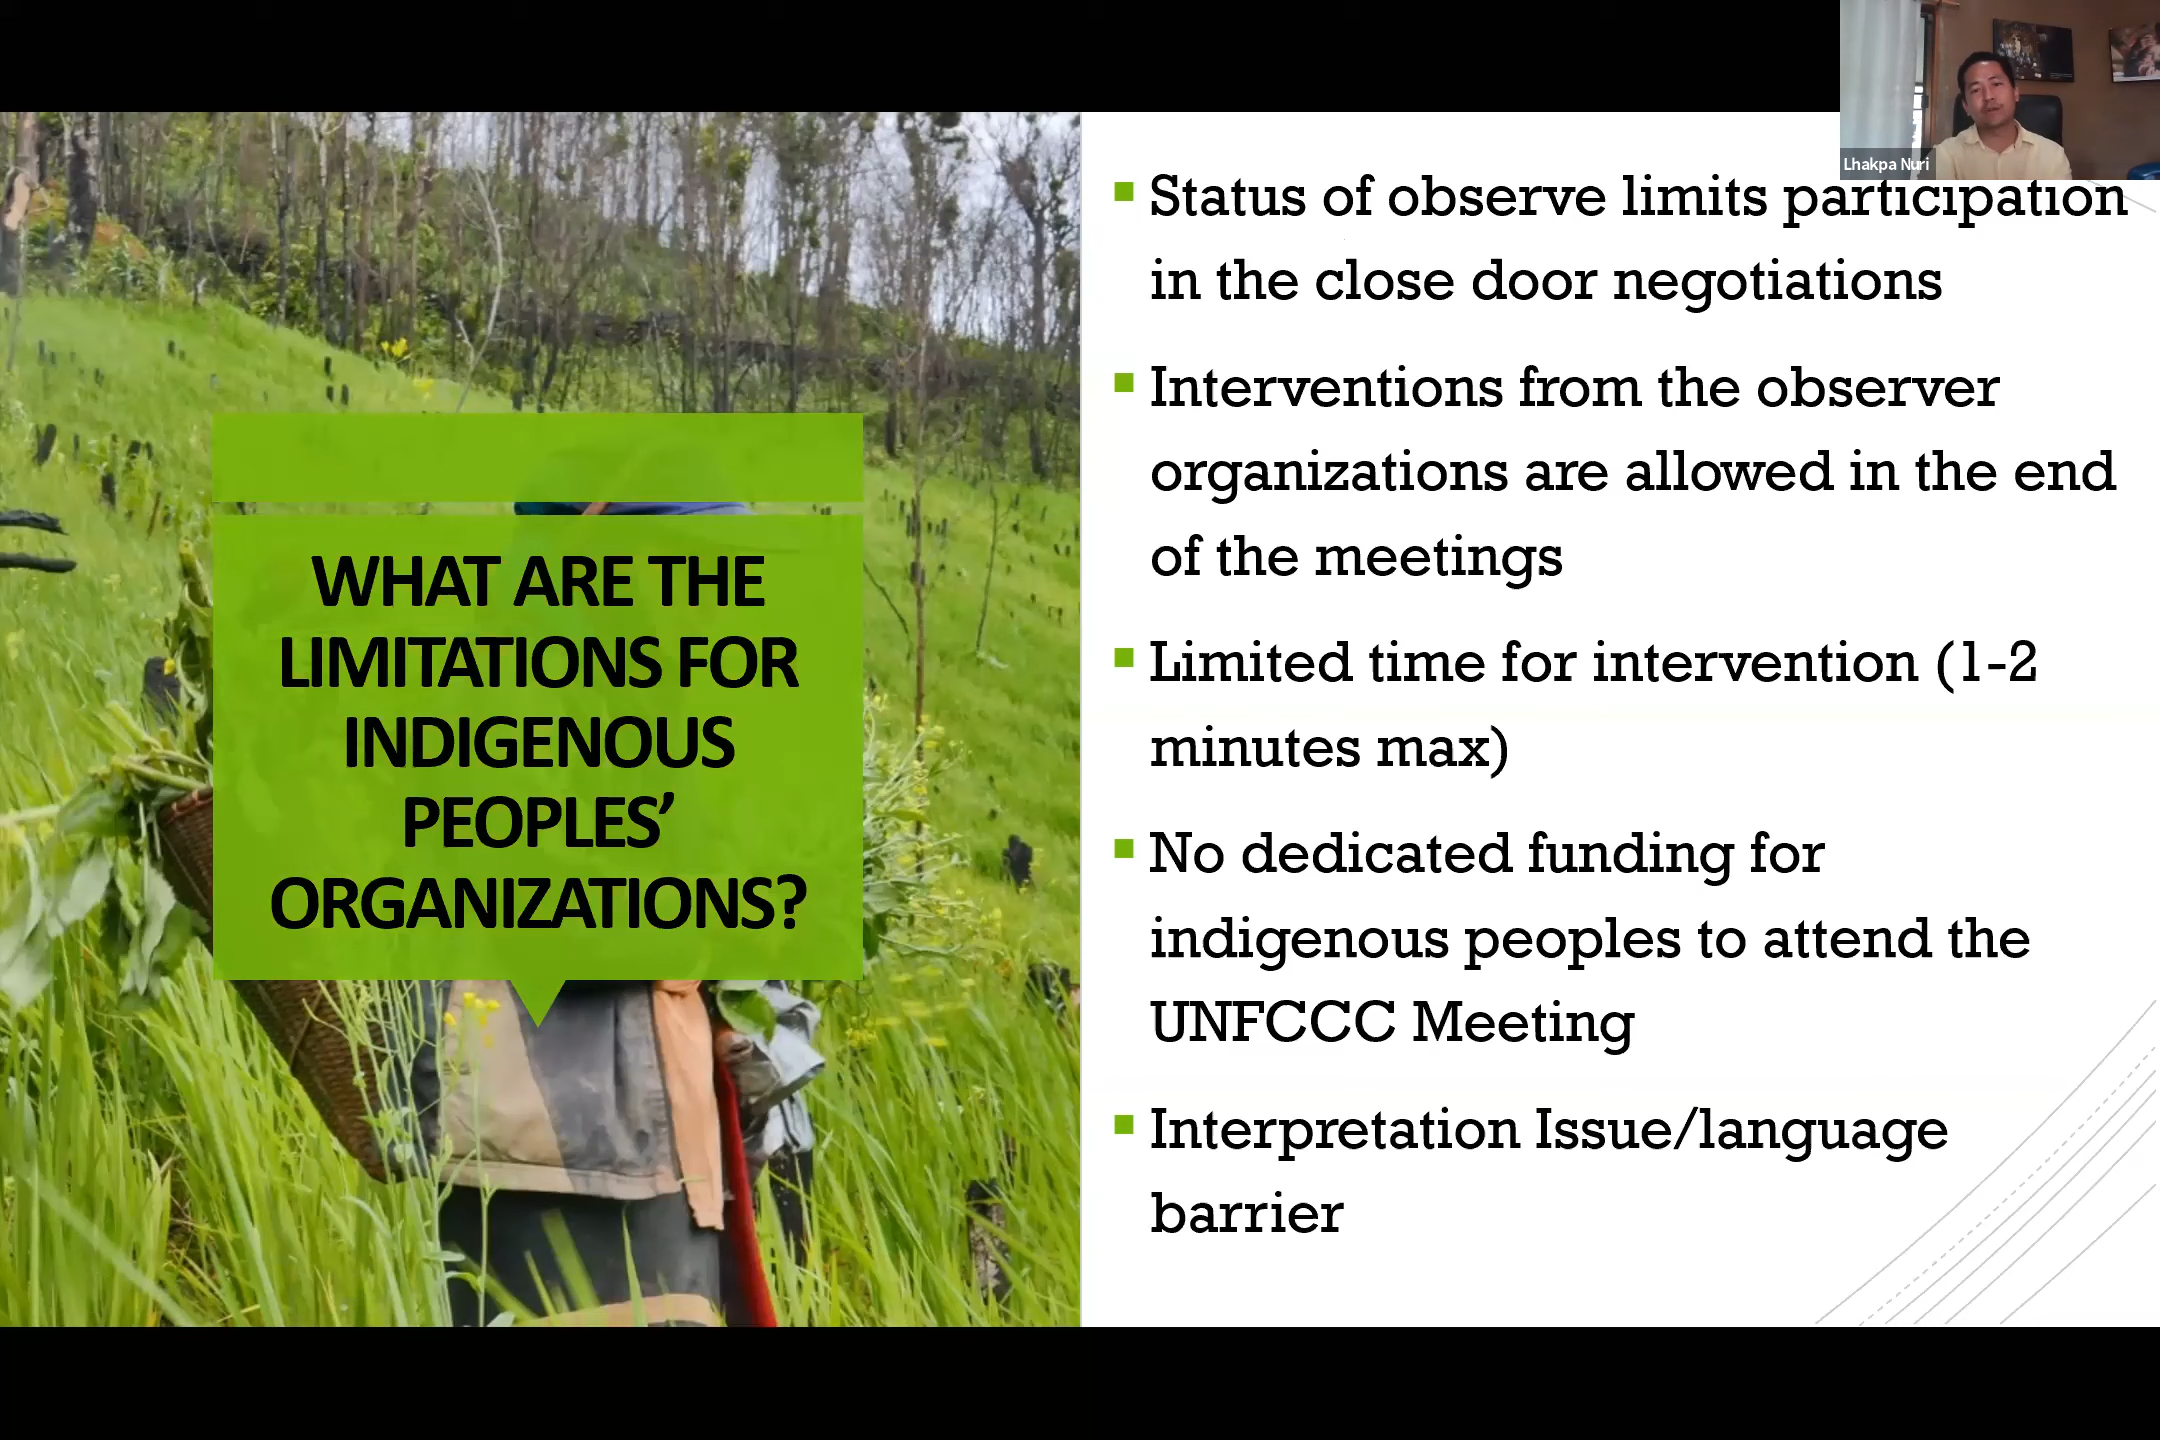 Lhakpa Nuri
WHAT ARE THE
LIMITATIONS FOR
INDIGENOUS
PEOPLES’
ORGANIZATIONS?
Status of observe limits participation
in the close door negotiations
Interventions from the observer
organizations are allowed in the end
of the meetings
Limited time for intervention (1-2
minutes max)
No dedicated funding for
indigenous peoples to attend the
UNFCCC Meeting
Interpretation Issue/language
barrier